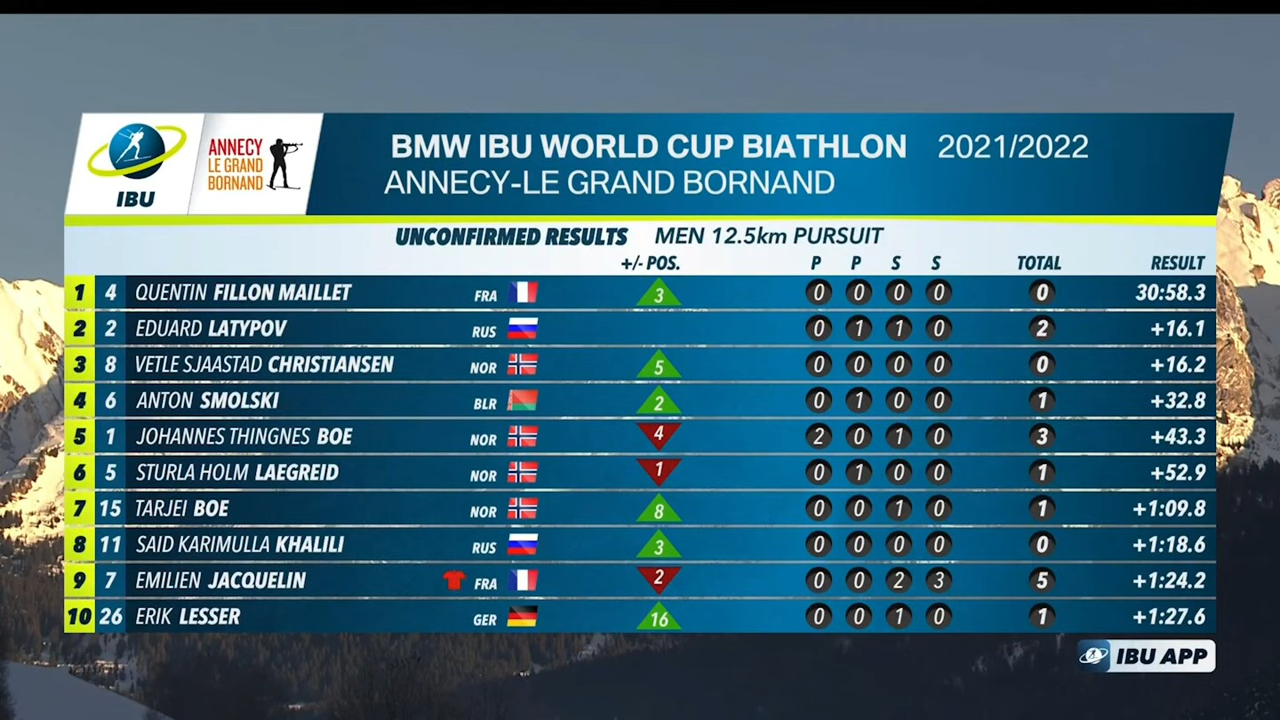 BMW IBU WORLD CUP BIATHLON 2021/2022
ANNECY-LE GRAND BORNAND
IBU
ANNECY
LE GRAND
BORNAND
UNCONFIRMED RESULTS MEN 12.5km PURSUIT
+/- POS. P P S S TOTAL RESULT
1 4 QUENTIN FILLON MAILLET FRA 3 0 0 0 0 0 30:58.3
2 2 EDUARD LATYPOV RUS 0 1 1 0 2 +16.1
3 8 VETLE SJAASTAD CHRISTIANSEN NOR 5 0 0 0 0 0 +16.2
4 6 ANTON SMOLSKI BLR 2 0 1 0 0 1 +32.8
5 1 JOHANNES THINGNES BOE NOR 4 2 0 1 0 3 +43.3
6 5 STURLA HOLM LAEGREID NOR 1 0 1 0 0 1 +52.9
7 15 TARJEI BOE NOR 8 0 0 1 0 1 +1:09.8
8 11 SAID KARIMULLA KHALILI RUS 3 0 0 0 0 0 +1:18.6
9 7 EMILIEN JACQUELIN FRA 2 0 0 2 3 5 +1:24.2
10 26 ERIK LESSER GER 16 0 0 1 0 1 +1:27.6
IBU APP